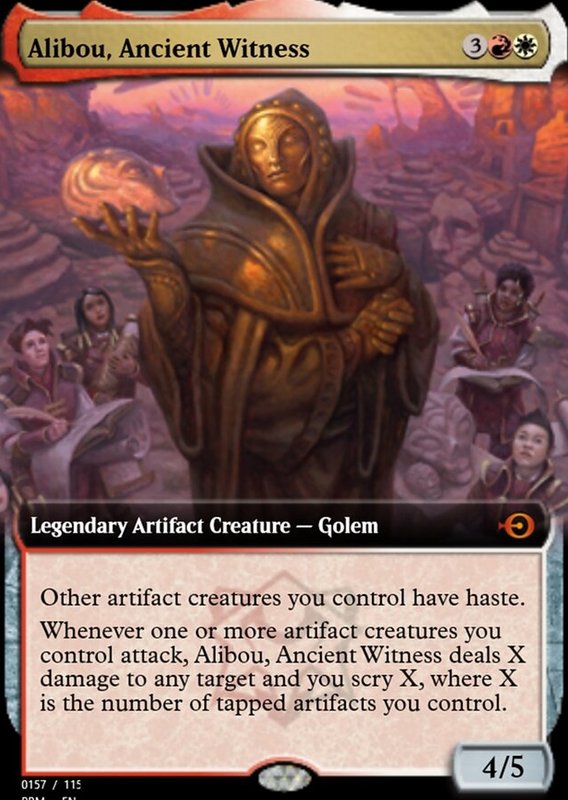 Alibou, Ancient Witness 3
Legendary Artifact Creature — Golem
Other artifact creatures you control have haste.
Whenever one or more artifact creatures you
control attack, Alibou, Ancient Witness deals X
damage to any target and you scry X, where X
is the number of tapped artifacts you control.
4/5
0157 / 115